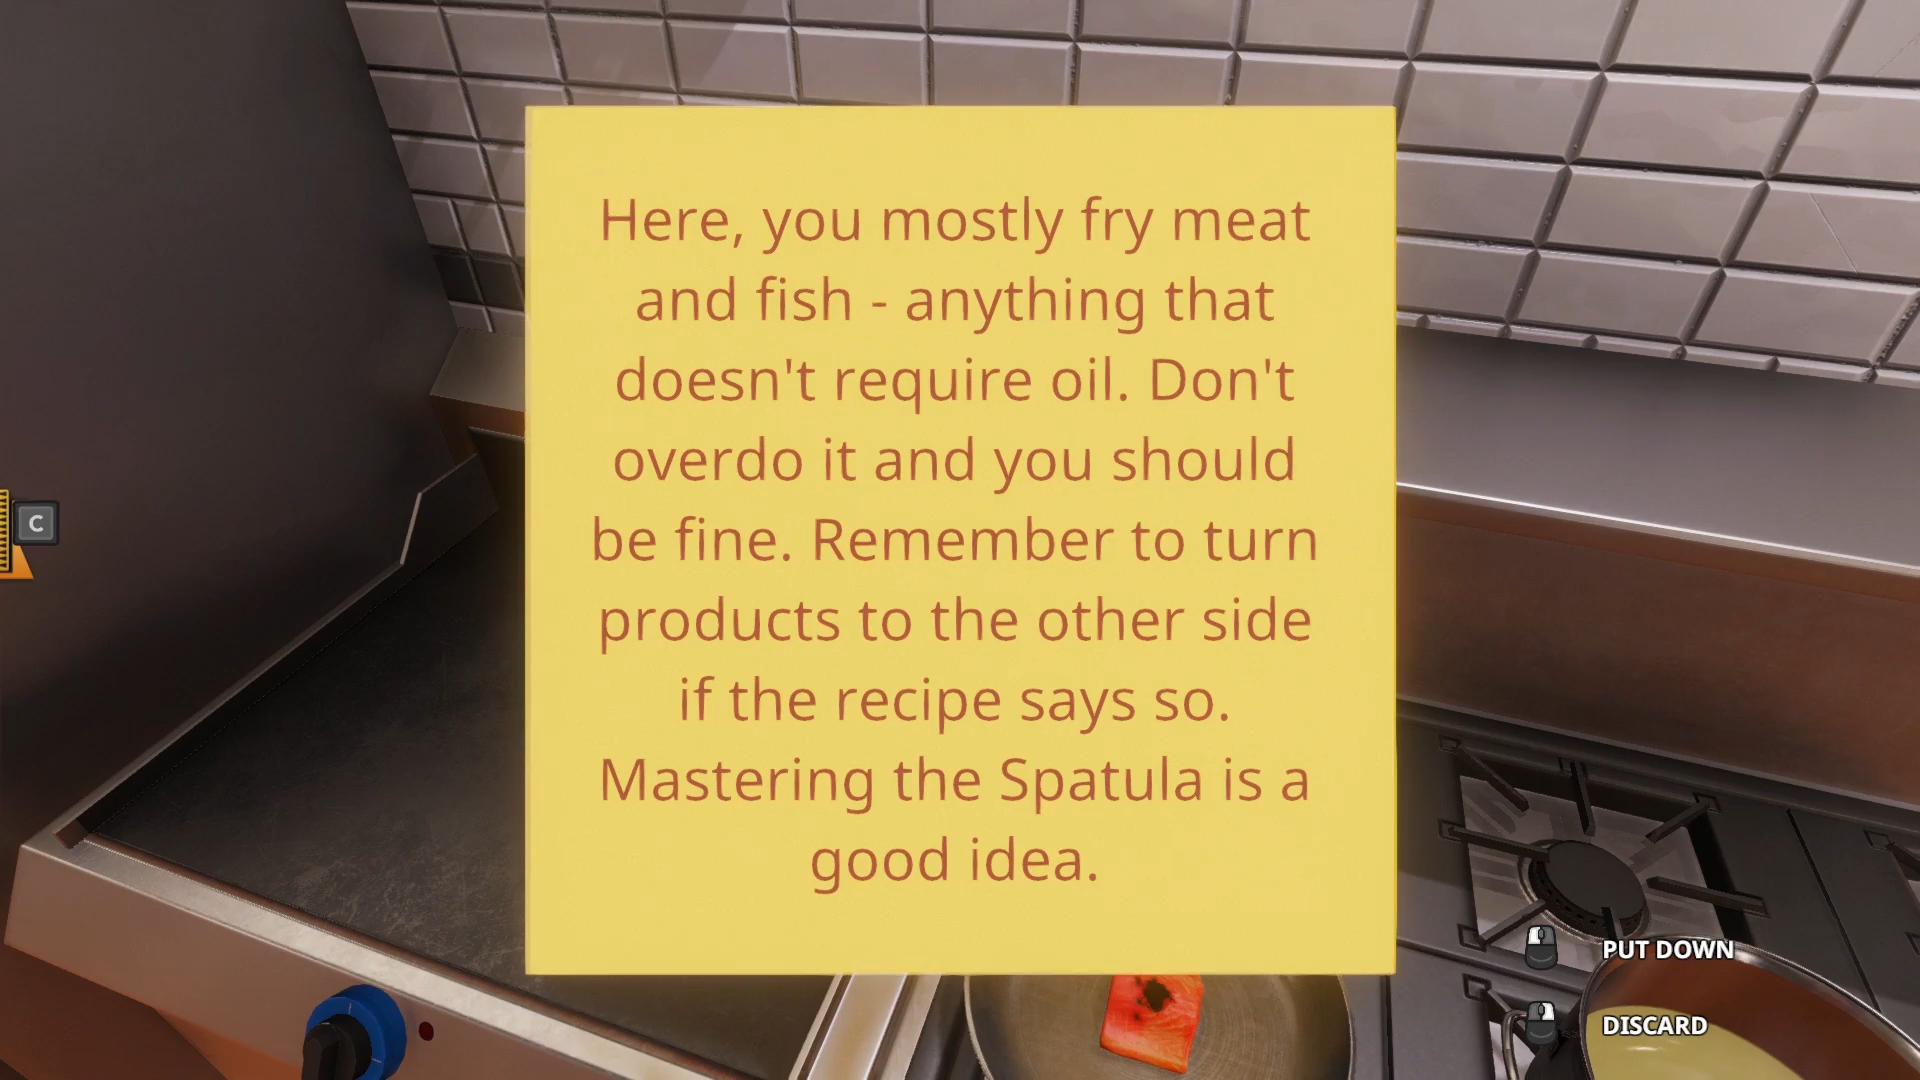 Here, you mostly fry meat
and fish - anything that
doesn't require oil. Don't
overdo it and you should
be fine. Remember to turn
products to the other side
if the recipe says so.
Mastering the Spatula is a
good idea.
C
PUT DOWN
DISCARD